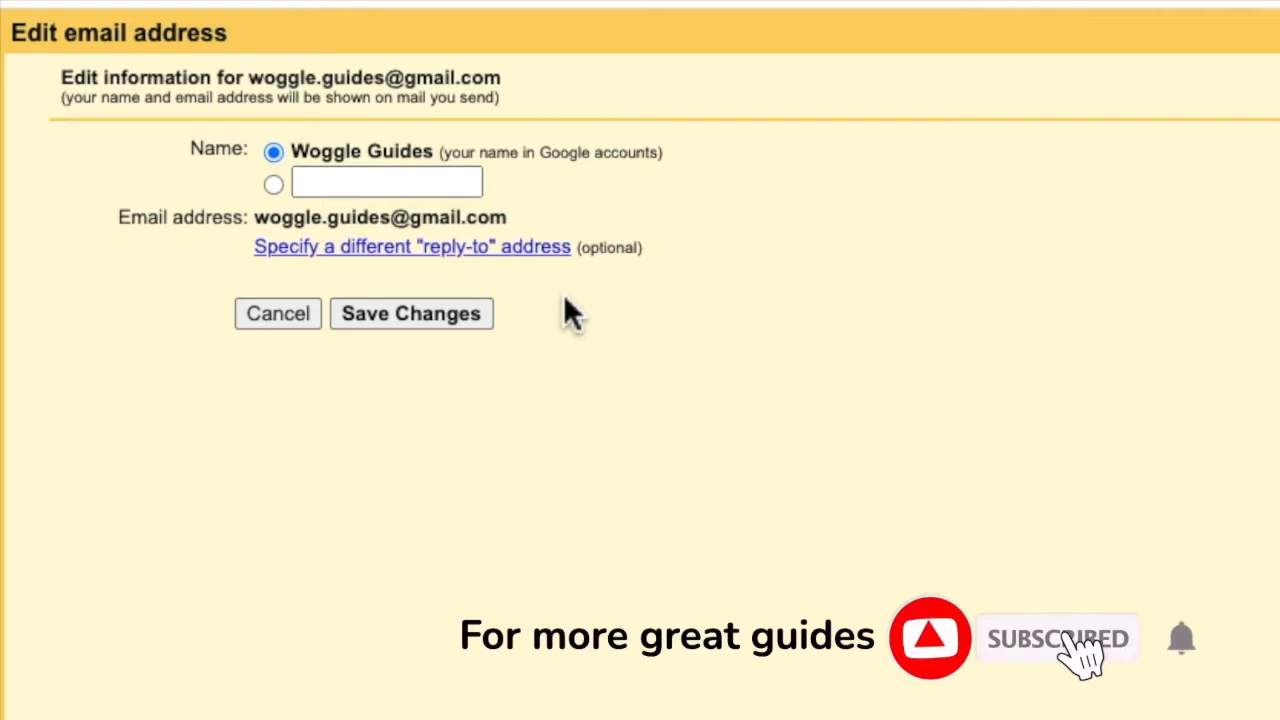 Edit email address
Edit information for woggle.guides@gmail.com
(your name and email address will be shown on mail you send)
Name: Woggle Guides (your name in Google accounts)
Email address: woggle.guides@gmail.com
Specify a different "reply-to" address (optional)
Cancel Save Changes
For more great guides SUBSCRIBED